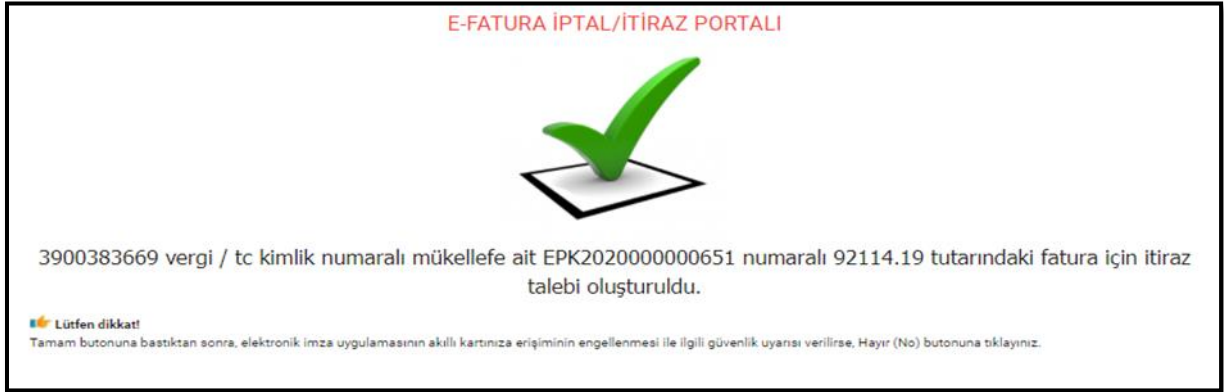 E-FATURA İPTAL/İTİRAZ PORTALI
3900383669 vergi / tc kimlik numaralı mükellefe ait EPK2020000000651 numaralı 92114.19 tutarındaki fatura için itiraz
talebi oluşturuldu.
Lütfen dikkat!
Tamam butonuna bastıktan sonra, elektronik imza uygulamasının akıllı kartınıza erişiminin engellenmesi ile ilgili güvenlik uyarısı verilirse, Hayır (No) butonuna tıklayınız.